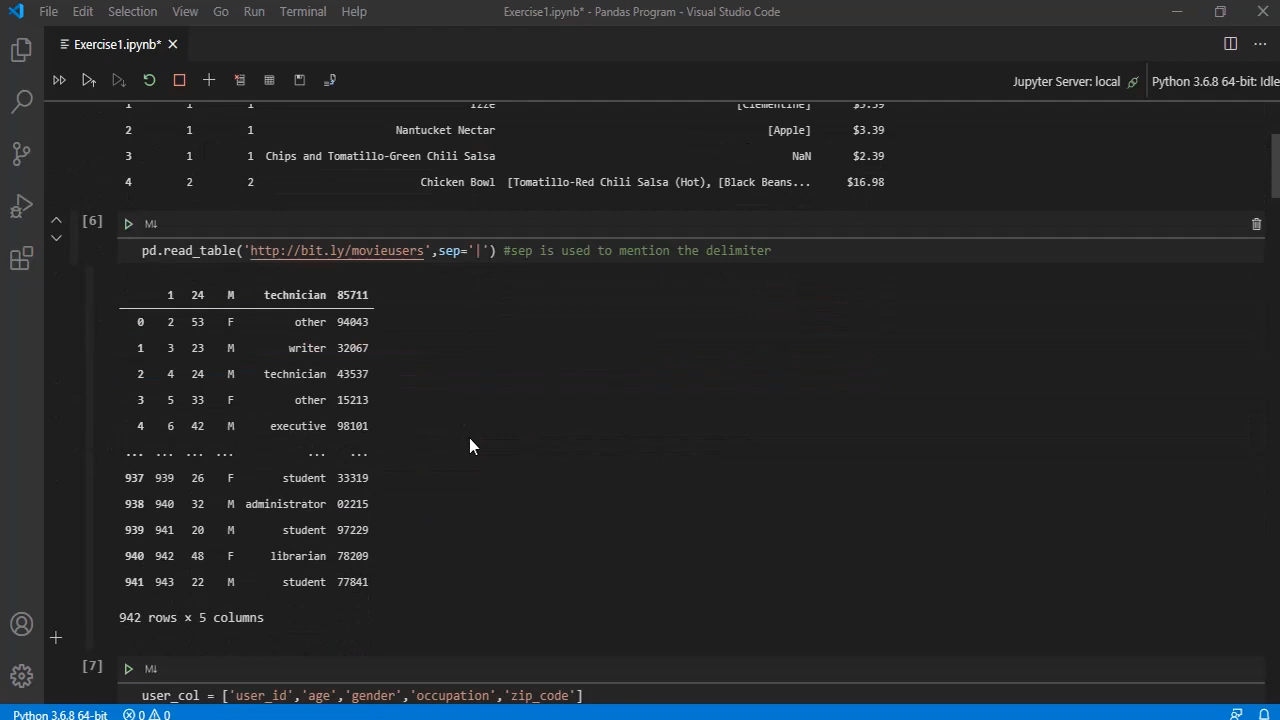 File Edit Selection View Go Run Terminal Help Exercise1.ipynb* - Pandas Program - Visual Studio Code
Exercise1.ipynb*
Jupyter Server: local Python 3.6.8 64-bit: Idle
1 1 1 Izze [Clementine] $3.39
2 1 1 Nantucket Nectar [Apple] $3.39
3 1 1 Chips and Tomatillo-Green Chili Salsa NaN $2.39
4 2 2 Chicken Bowl [Tomatillo-Red Chili Salsa (Hot), [Black Beans... $16.98
[6] M↓
pd.read_table('http://bit.ly/movieusers',sep='|') #sep is used to mention the delimiter
1 24 M technician 85711
0 2 53 F other 94043
1 3 23 M writer 32067
2 4 24 M technician 43537
3 5 33 F other 15213
4 6 42 M executive 98101
... ... ... ... ... ...
937 939 26 F student 33319
938 940 32 M administrator 02215
939 941 20 M student 97229
940 942 48 F librarian 78209
941 943 22 M student 77841
942 rows × 5 columns
[7] M↓
user_col = ['user_id','age','gender','occupation','zip_code']
Python 3.6.8 64-bit 0 0